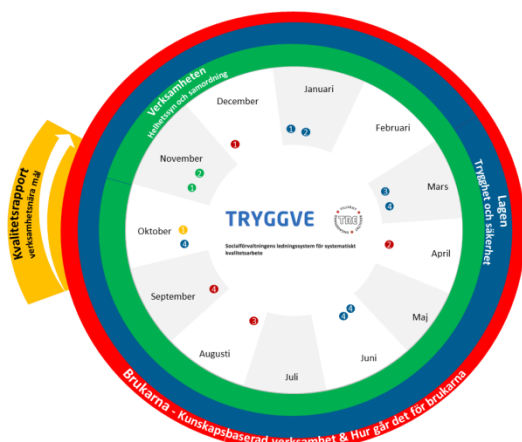 Kvalitetsrapport
verksamhetsnära mål
Verksamheten
Helhetssyn och samordning
Lagen
Trygghet och säkerhet
Brukarna - Kunskapsbaserad verksamhet & Hur går det för brukarna
Januari
1 2
Februari
Mars
3
4
April
2
Maj
Juni
4
4
Juli
Augusti
3
September
4
Oktober
1
4
November
2
1
December
1
TRYGGVE
TRE
Socialförvaltningens ledningssystem för systematiskt
kvalitetsarbete